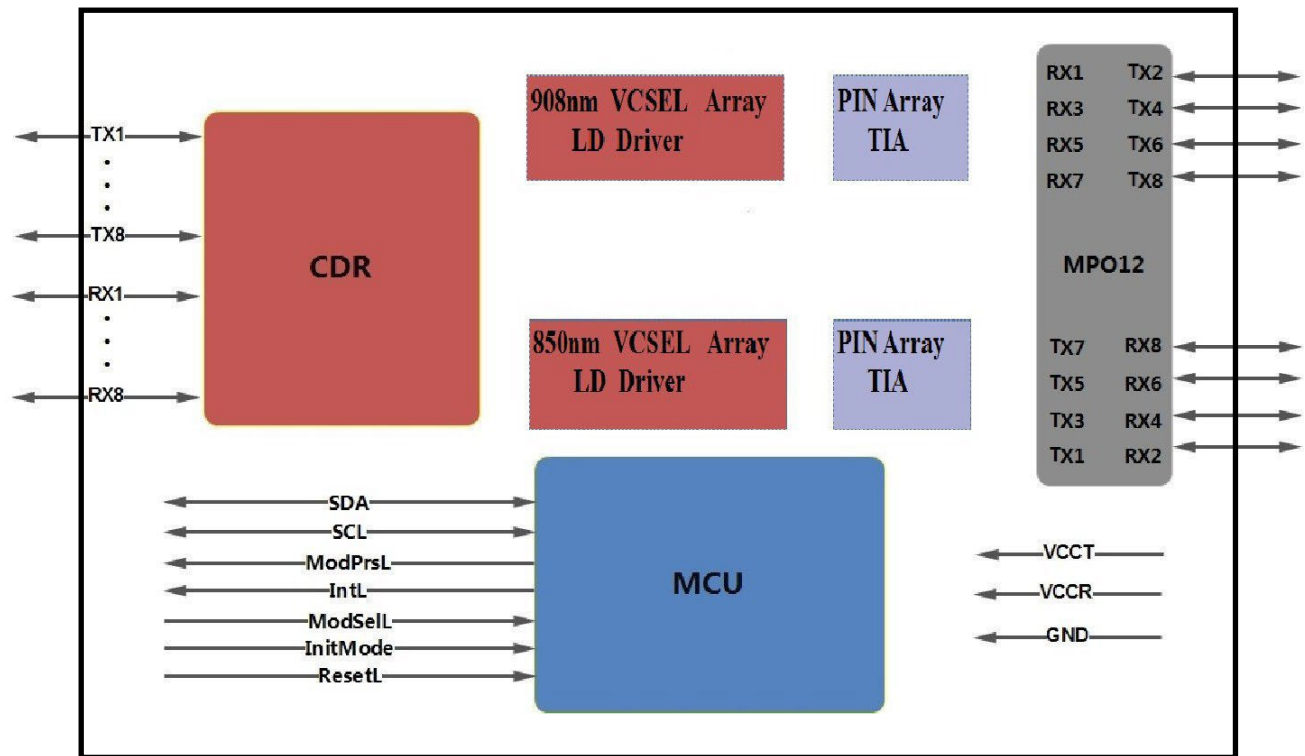 TX1
TX8
RX1
RX8
CDR
908nm VCSEL Array
LD Driver
PIN Array
TIA
850nm VCSEL Array
LD Driver
PIN Array
TIA
RX1 TX2
RX3 TX4
RX5 TX6
RX7 TX8
MPO12
TX7 RX8
TX5 RX6
TX3 RX4
TX1 RX2
SDA
SCL
ModPrsL
IntL
ModSelL
InitMode
ResetL
MCU
VCCT
VCCR
GND